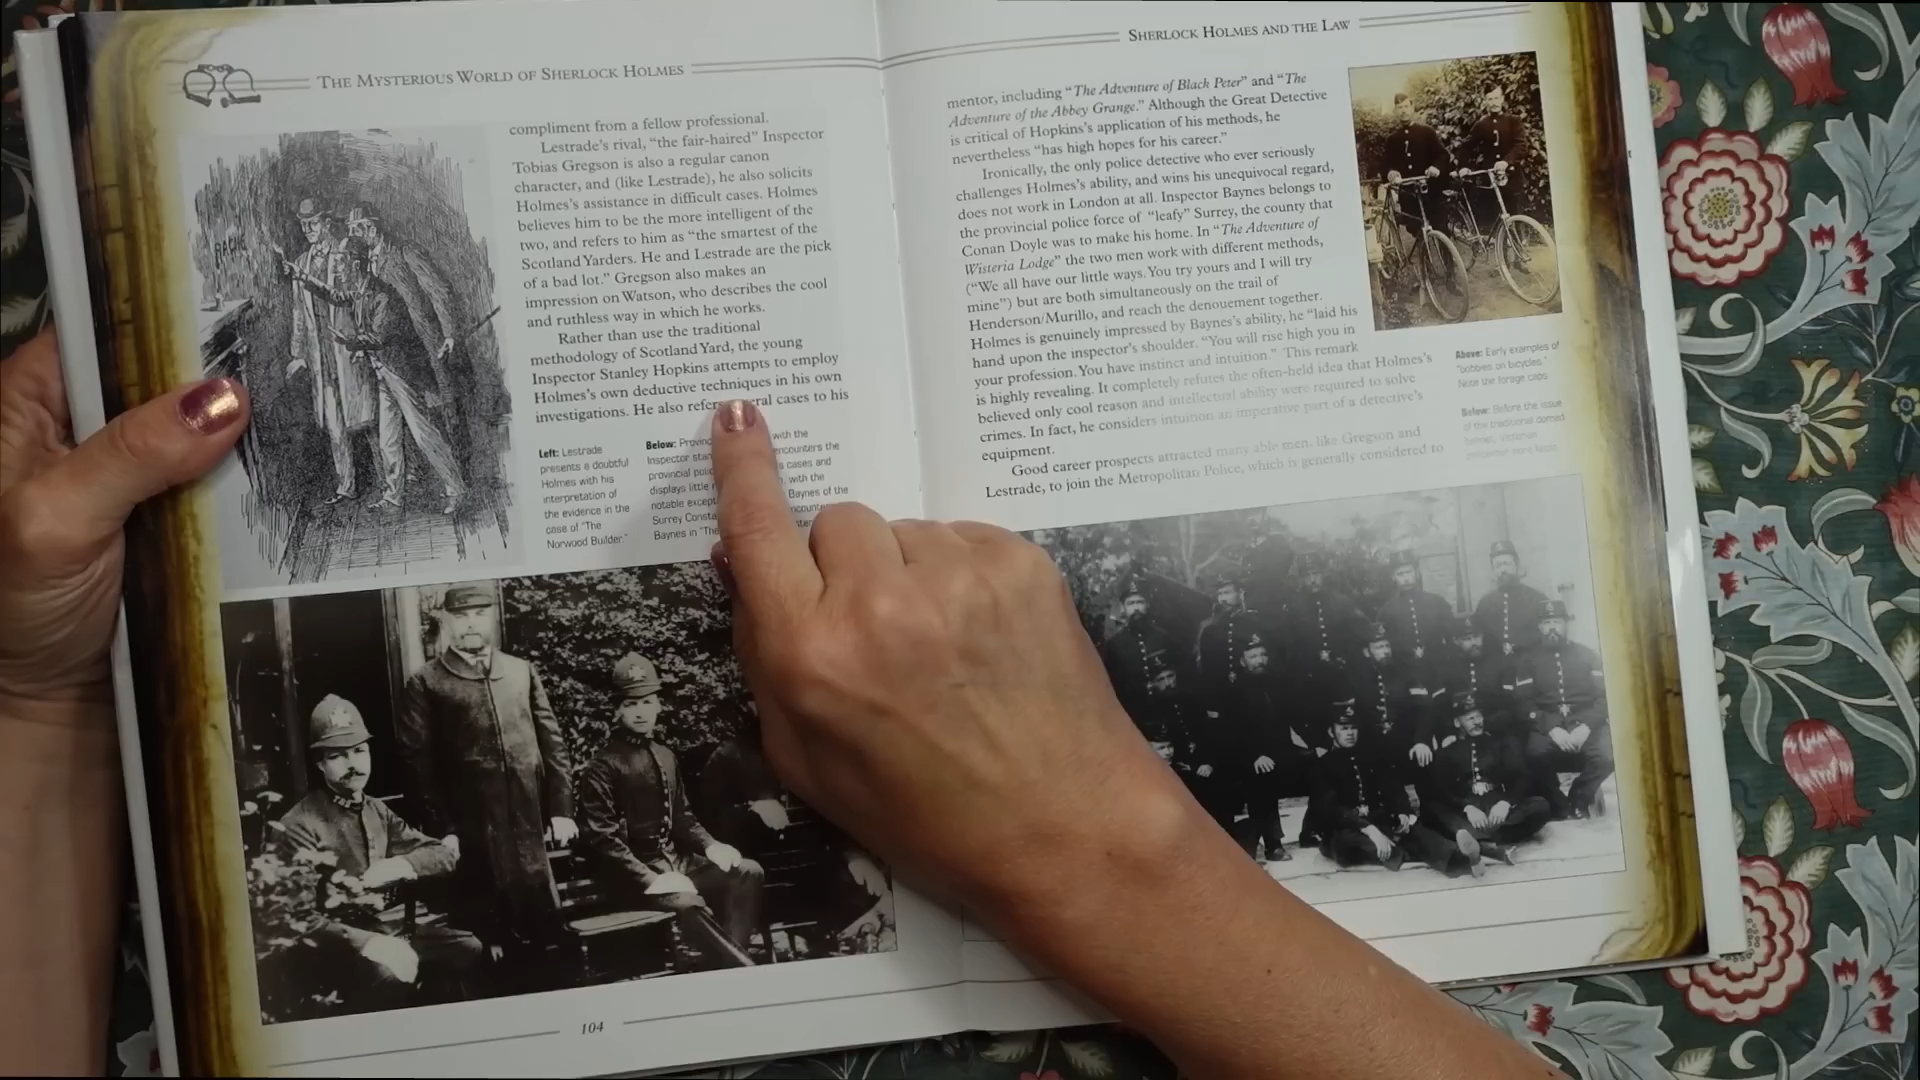 THE MYSTERIOUS WORLD OF SHERLOCK HOLMES
compliment from a fellow professional.
Lestrade's rival, "the fair-haired" Inspector
Tobias Gregson is also a regular canon
character, and (like Lestrade), he also solicits
Holmes's assistance in difficult cases. Holmes
believes him to be the more intelligent of the
two, and refers to him as "the smartest of the
Scotland Yarders. He and Lestrade are the pick
of a bad lot." Gregson also makes an
impression on Watson, who describes the cool
and ruthless way in which he works.
Rather than use the traditional
methodology of Scotland Yard, the young
Inspector Stanley Hopkins attempts to employ
Holmes's own deductive techniques in his own
investigations. He also refers cases to his
RACHE
Left: Lestrade
presents a doubtful
Holmes with his
interpretation of
the evidence in the
case of "The
Norwood Builder."
Below: with the
Inspector encounters the
provincial cases and
displays little with the
notable Baynes of the
Surrey
Baynes in
104
SHERLOCK HOLMES AND THE LAW
mentor, including "The Adventure of Black Peter" and "The
Adventure of the Abbey Grange." Although the Great Detective
is critical of Hopkins's application of his methods, he
nevertheless "has high hopes for his career."
Ironically, the only police detective who ever seriously
challenges Holmes's ability, and wins his unequivocal regard,
does not work in London at all. Inspector Baynes belongs to
the provincial police force of "leafy" Surrey, the county that
Conan Doyle was to make his home. In "The Adventure of
Wisteria Lodge" the two men work with different methods,
("We all have our little ways. You try yours and I will try
mine") but are both simultaneously on the trail of
Henderson/Murillo, and reach the denouement together.
Holmes is genuinely impressed by Baynes's ability, he "laid his
hand upon the inspector's shoulder. "You will rise high you in
your profession. You have instinct and intuition." This remark
is highly revealing. It completely refutes the often-held idea that Holmes's
believed only cool reason and intellectual ability were required to solve
crimes. In fact, he considers intuition an imperative part of a detective's
equipment.
Good career prospects attracted many able men, like Gregson and
Lestrade, to join the Metropolitan Police, which is generally considered to
Above: Early examples of
"bobbies on bicycles."
Note the forage caps
Below: Before the issue
of the traditional domed
helmet, Victorian